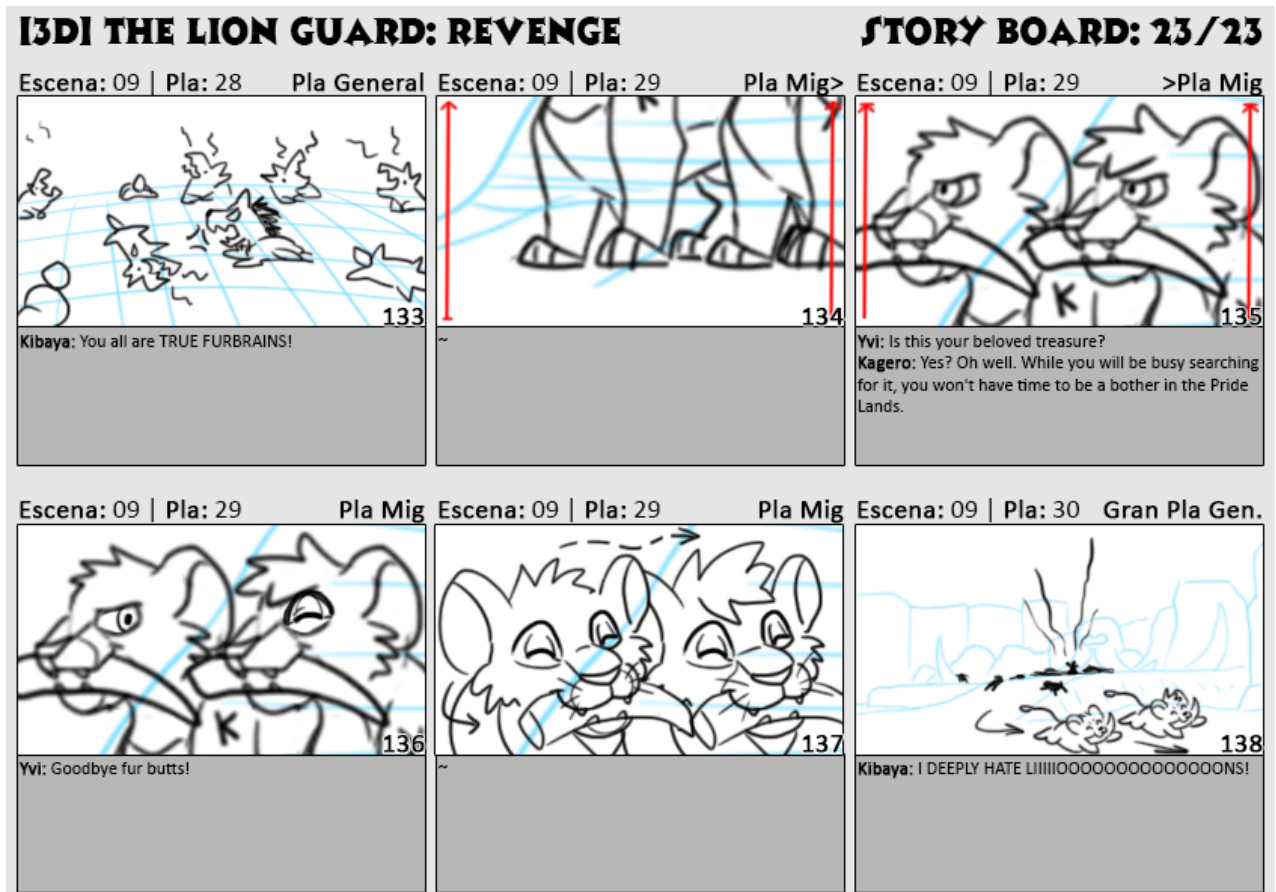 [3D] THE LION GUARD: REVENGE
STORY BOARD: 23/23
Escena: 09 | Pla: 28 Pla General
133
Kibaya: You all are TRUE FURBRAINS!
Escena: 09 | Pla: 29 Pla Mig>
K
134
~
Escena: 09 | Pla: 29 >Pla Mig
K
135
Yvi: Is this your beloved treasure?
Kagero: Yes? Oh well. While you will be busy searching
for it, you won't have time to be a bother in the Pride
Lands.
Escena: 09 | Pla: 29 Pla Mig
K
136
Yvi: Goodbye fur butts!
Escena: 09 | Pla: 29 Pla Mig
137
~
Escena: 09 | Pla: 30 Gran Pla Gen.
138
Kibaya: I DEEPLY HATE LIIIIIOOOOOOOOOOOOOOONS!